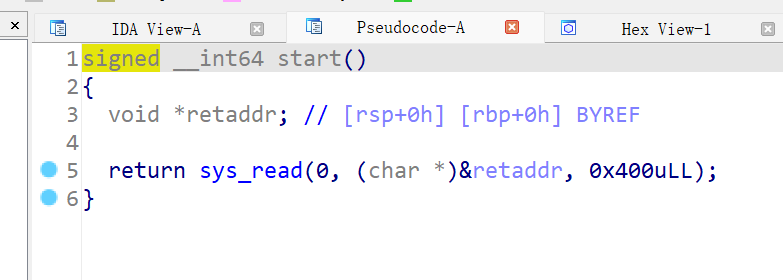 IDA View-A Pseudocode-A Hex View-1
1 signed __int64 start()
2 {
3 void *retaddr; // [rsp+0h] [rbp+0h] BYREF
4
5 return sys_read(0, (char *)&retaddr, 0x400uLL);
6 }